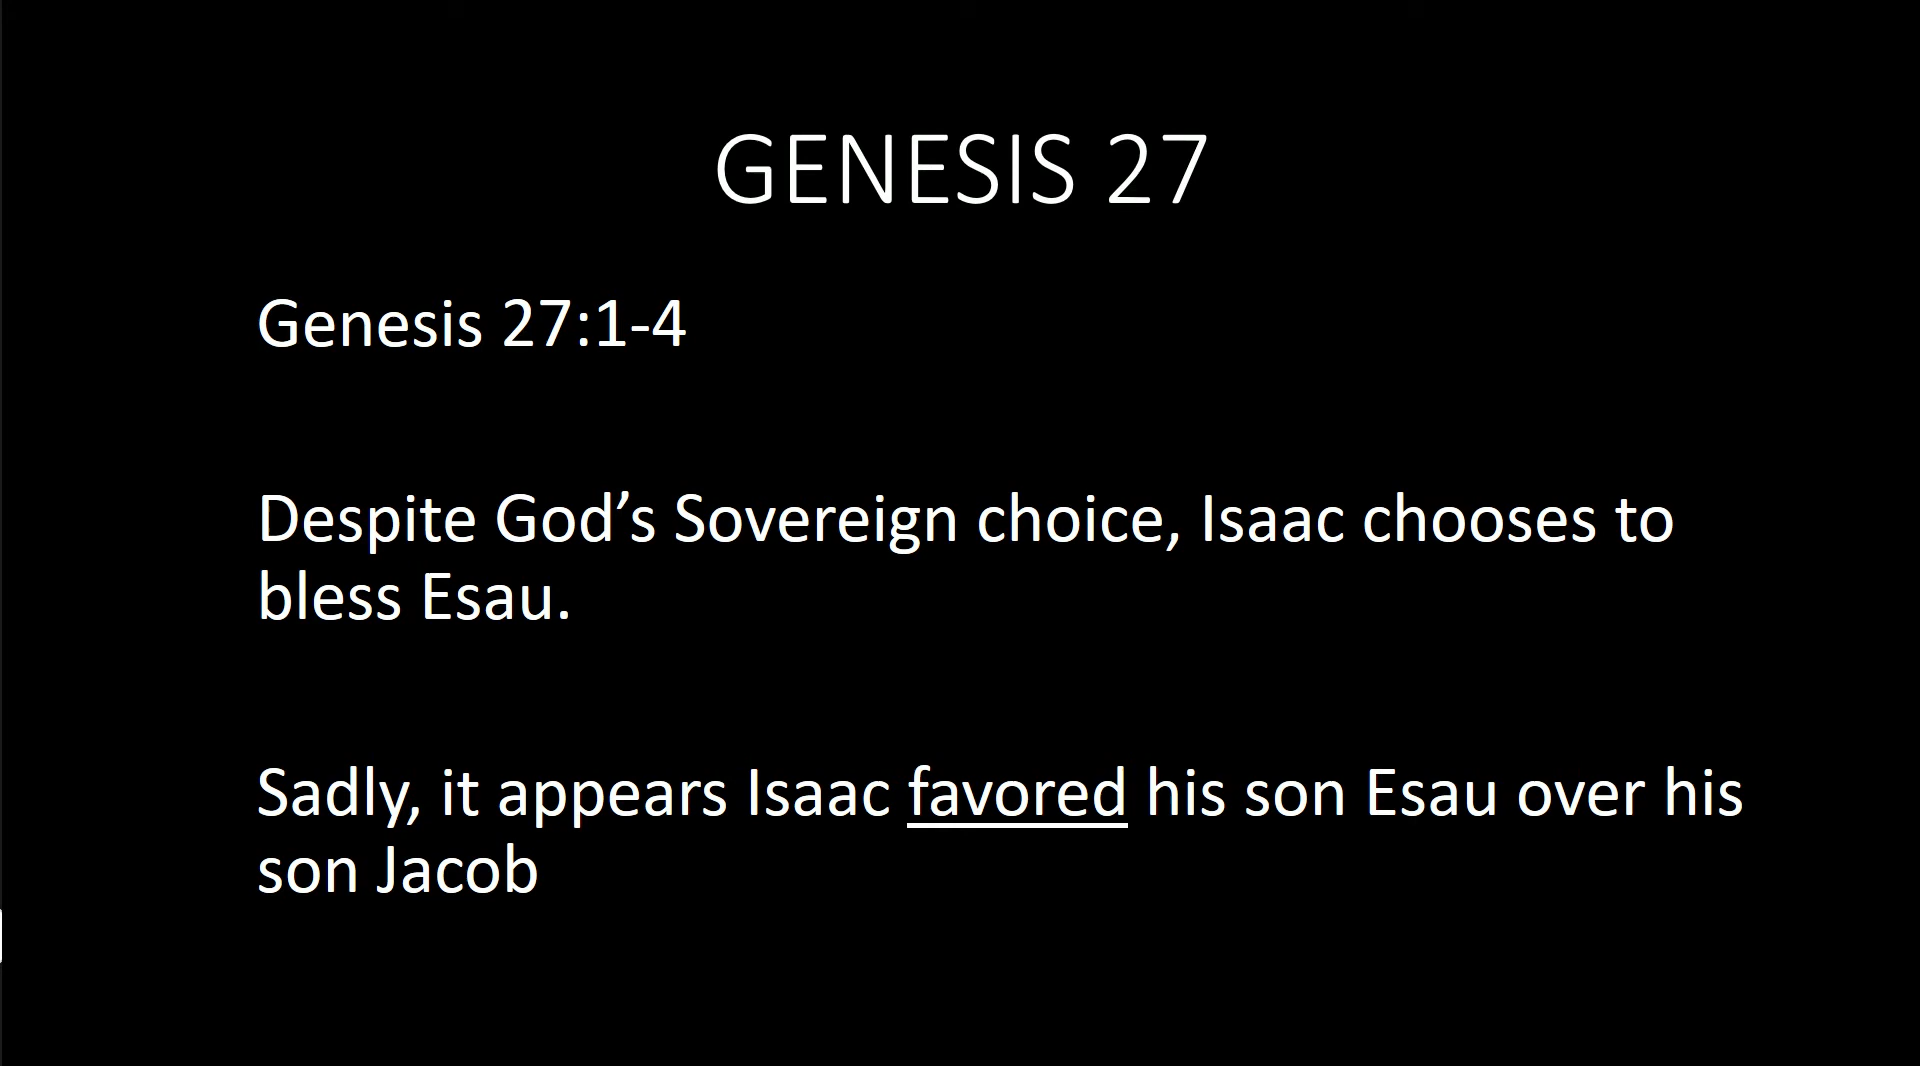 GENESIS 27
Genesis 27:1-4
Despite God’s Sovereign choice, Isaac chooses to
bless Esau.
Sadly, it appears Isaac favored his son Esau over his
son Jacob